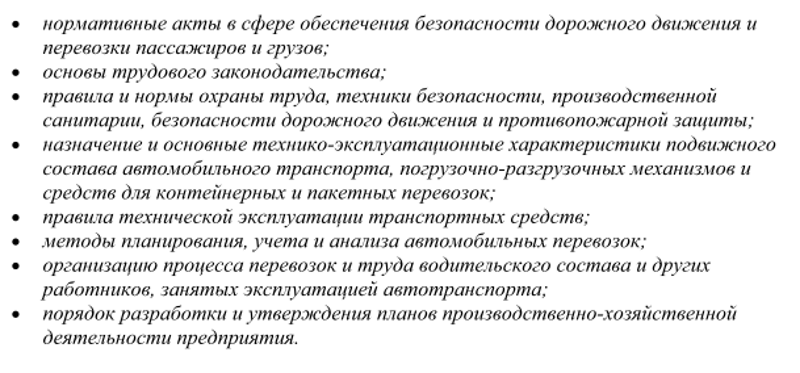 • нормативные акты в сфере обеспечения безопасности дорожного движения и
перевозки пассажиров и грузов;
• основы трудового законодательства;
• правила и нормы охраны труда, техники безопасности, производственной
санитарии, безопасности дорожного движения и противопожарной защиты;
• назначение и основные технико-эксплуатационные характеристики подвижного
состава автомобильного транспорта, погрузочно-разгрузочных механизмов и
средств для контейнерных и пакетных перевозок;
• правила технической эксплуатации транспортных средств;
• методы планирования, учета и анализа автомобильных перевозок;
• организацию процесса перевозок и труда водительского состава и других
работников, занятых эксплуатацией автотранспорта;
• порядок разработки и утверждения планов производственно-хозяйственной
деятельности предприятия.